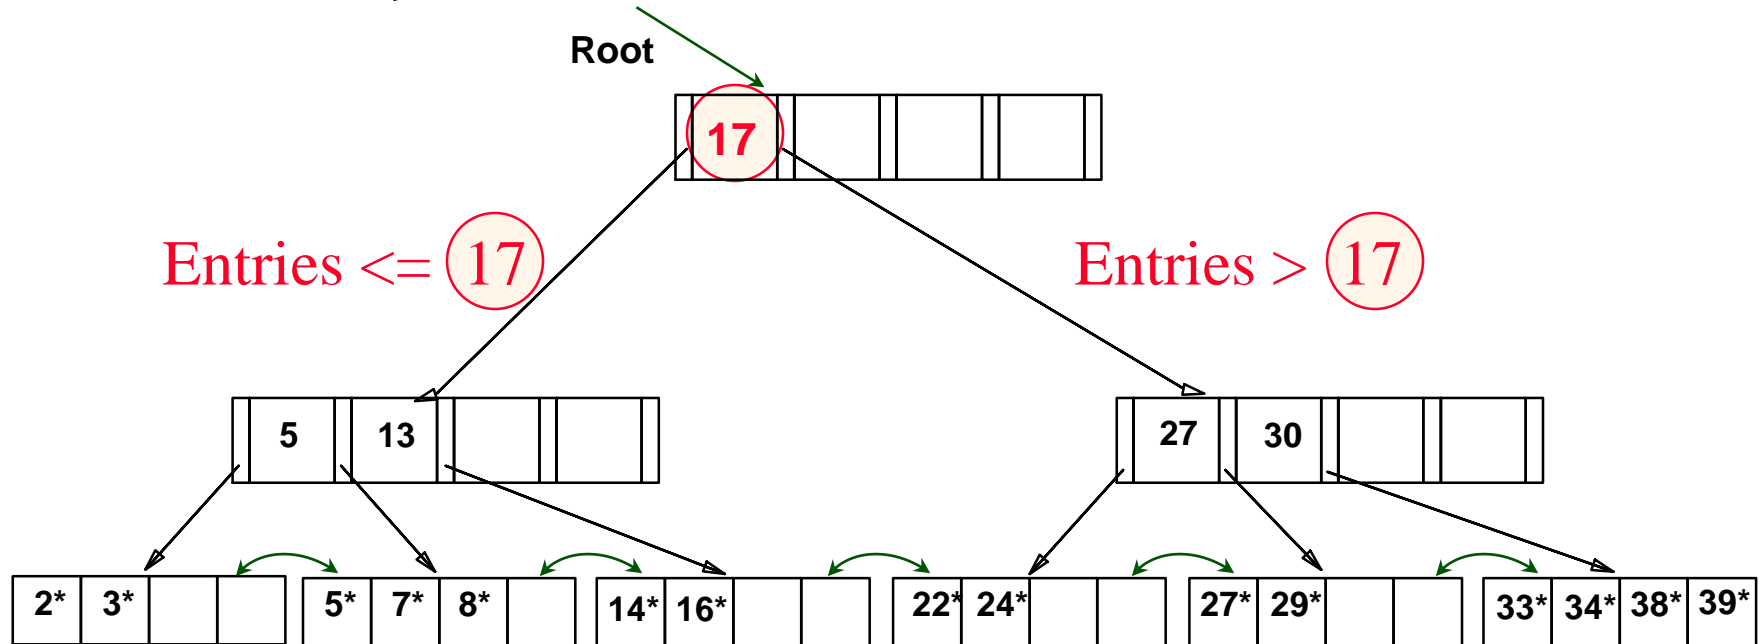 Root
17
Entries <= 17
Entries > 17
5 13
27 30
2* 3*
5* 7* 8*
14* 16*
22* 24*
27* 29*
33* 34* 38* 39*